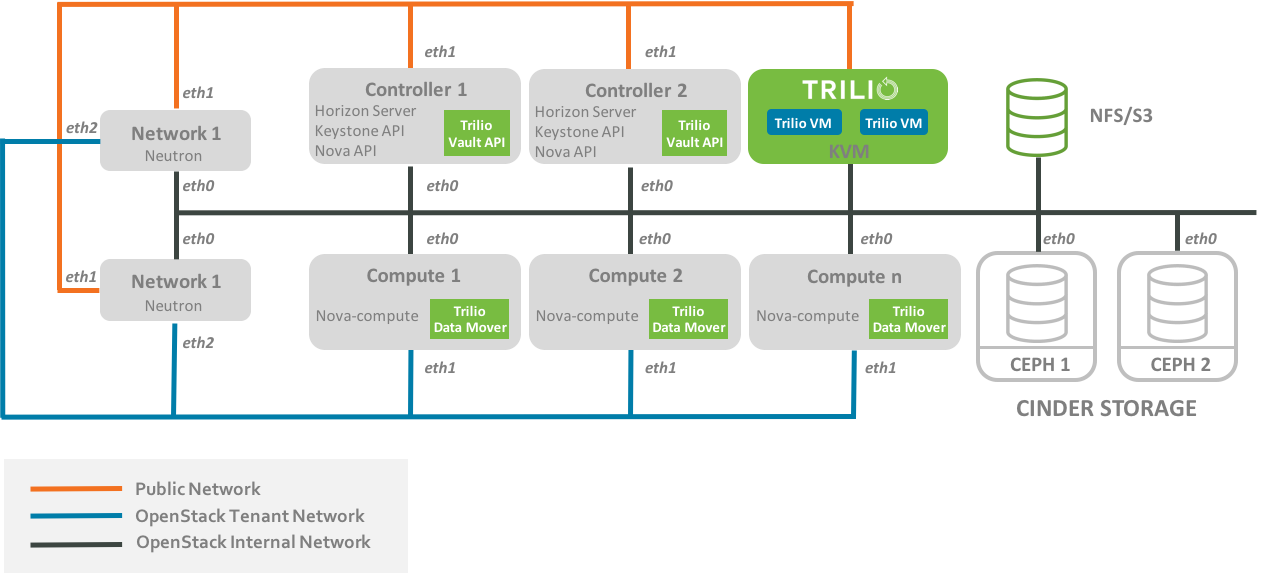 eth1
eth1
eth1
eth2
Network 1
Neutron
eth0
Controller 1
Horizon Server
Keystone API
Nova API
Trilio
Vault API
eth0
Controller 2
Horizon Server
Keystone API
Nova API
Trilio
Vault API
eth0
TRILIO
Trilio VM
Trilio VM
KVM
NFS/S3
eth0
eth1
Network 1
Neutron
eth2
eth0
Compute 1
Nova-compute
Trilio
Data Mover
eth1
eth0
Compute 2
Nova-compute
Trilio
Data Mover
eth1
eth0
Compute n
Nova-compute
Trilio
Data Mover
eth1
eth0
CEPH 1
eth0
CEPH 2
CINDER STORAGE
Public Network
OpenStack Tenant Network
OpenStack Internal Network